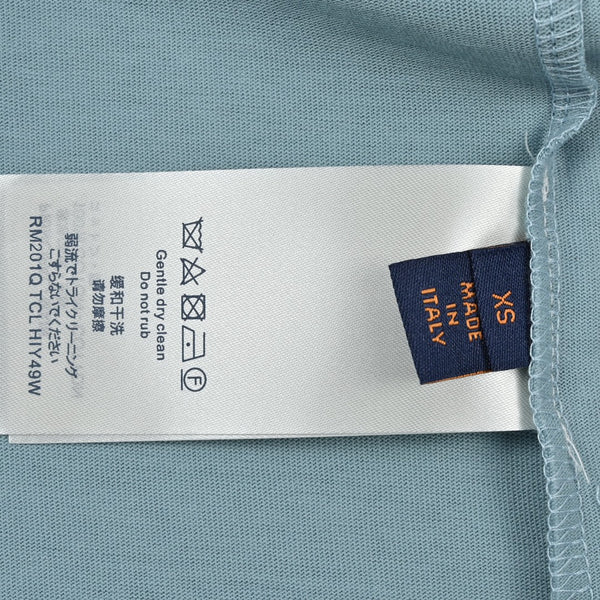 XS
MADE
IN
ITALY
F
Gentle dry clean
Do not rub
缓和干洗
请勿摩擦
弱流でドライクリーニング
こすらないでください
RM201Q TCL HIY49W